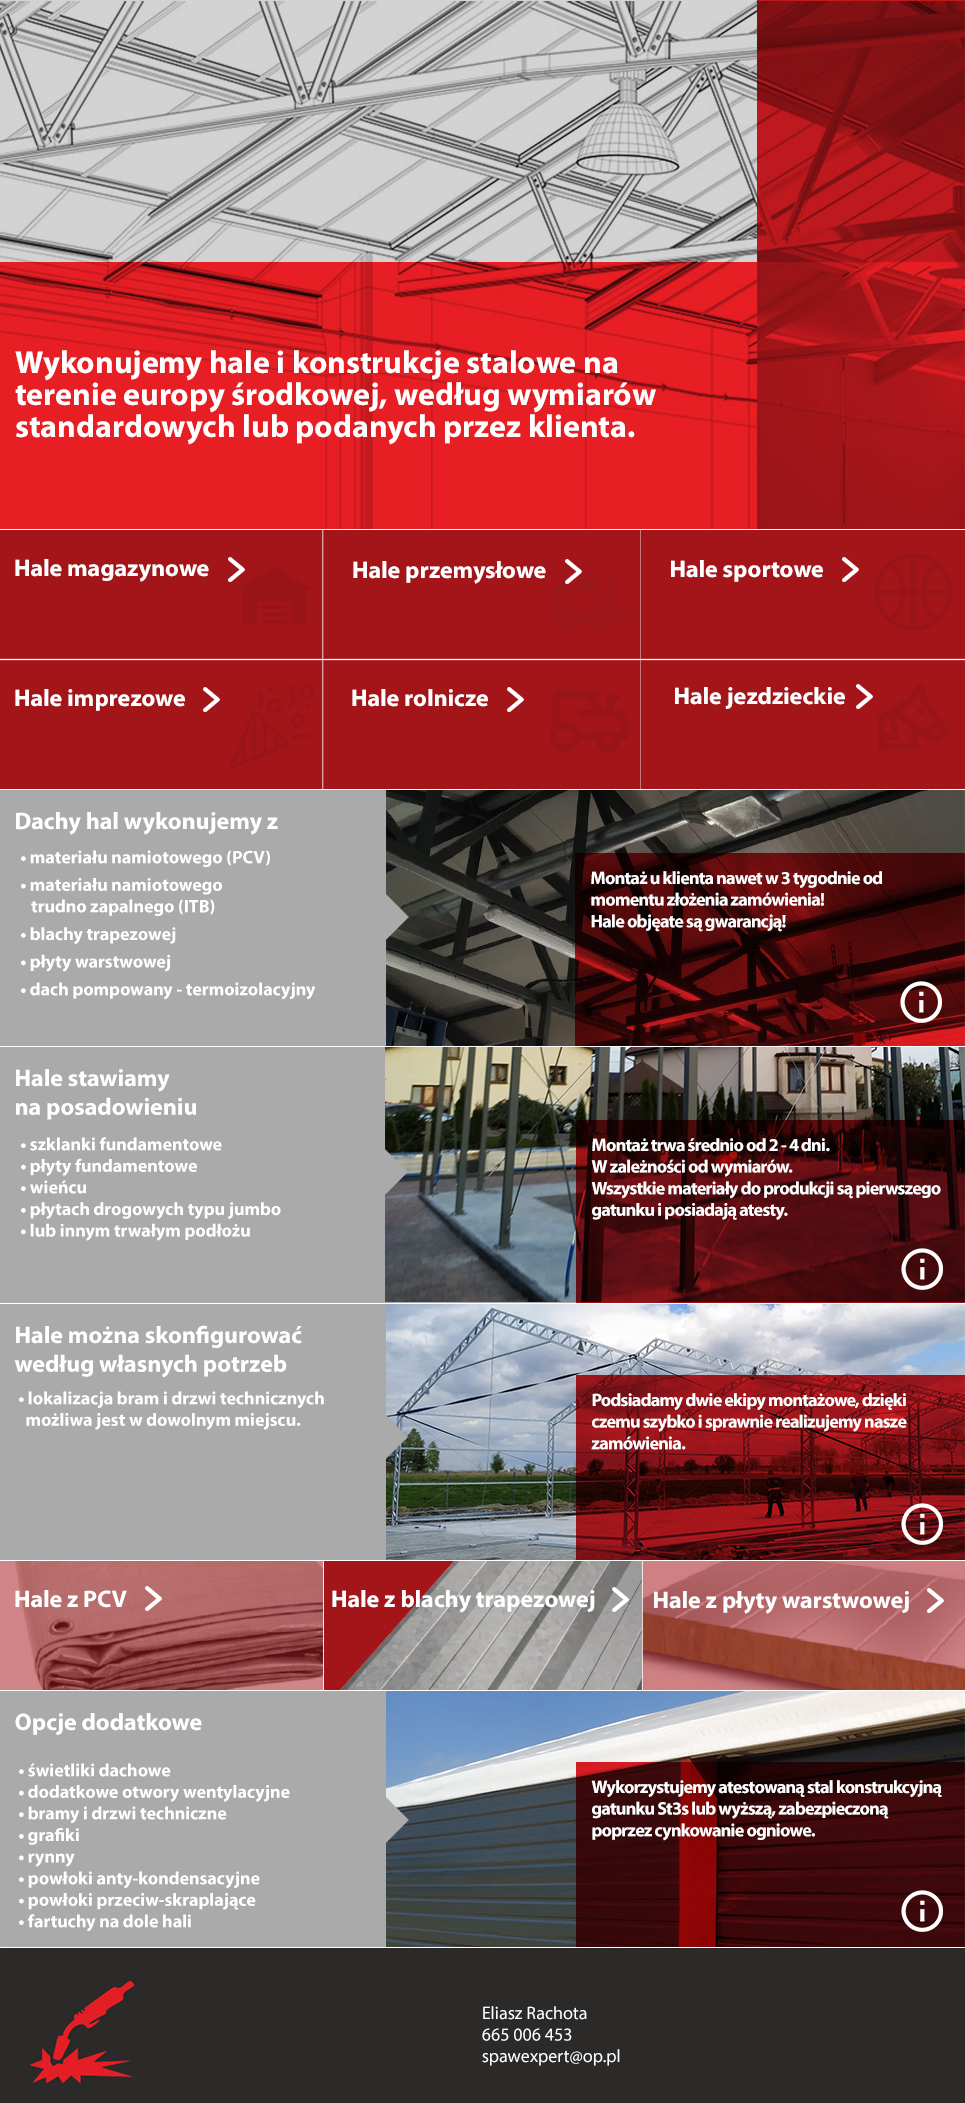 Wykonujemy hale i konstrukcje stalowe na
terenie europy środkowej, według wymiarów
standardowych lub podanych przez klienta.
Hale magazynowe
Hale przemysłowe
Hale sportowe
Hale imprezowe
Hale rolnicze
Hale jezdzieckie
Dachy hal wykonujemy z
• materiału namiotowego (PCV)
• materiału namiotowego
trudno zapalnego (ITB)
• blachy trapezowej
• płyty warstwowej
• dach pompowany - termoizolacyjny
Montaż u klienta nawet w 3 tygodnie od
momentu złożenia zamówienia!
Hale objęate są gwarancją!
Hale stawiamy
na posadowieniu
• szklanki fundamentowe
• płyty fundamentowe
• wieńcu
• płytach drogowych typu jumbo
• lub innym trwałym podłożu
Montaż trwa średnio od 2 - 4 dni.
W zależności od wymiarów.
Wszystkie materiały do produkcji są pierwszego
gatunku i posiadają atesty.
Hale można skonfigurować
według własnych potrzeb
• lokalizacja bram i drzwi technicznych
możliwa jest w dowolnym miejscu.
Podsiadamy dwie ekipy montażowe, dzięki
czemu szybko i sprawnie realizujemy nasze
zamówienia.
Hale z PCV
Hale z blachy trapezowej
Hale z płyty warstwowej
Opcje dodatkowe
• świetliki dachowe
• dodatkowe otwory wentylacyjne
• bramy i drzwi techniczne
• grafiki
• rynny
• powłoki anty-kondensacyjne
• powłoki przeciw-skraplające
• fartuchy na dole hali
Wykorzystujemy atestowaną stal konstrukcyjną
gatunku St3s lub wyższą, zabezpieczoną
poprzez cynkowanie ogniowe.
Eliasz Rachota
665 006 453
spawexpert@op.pl